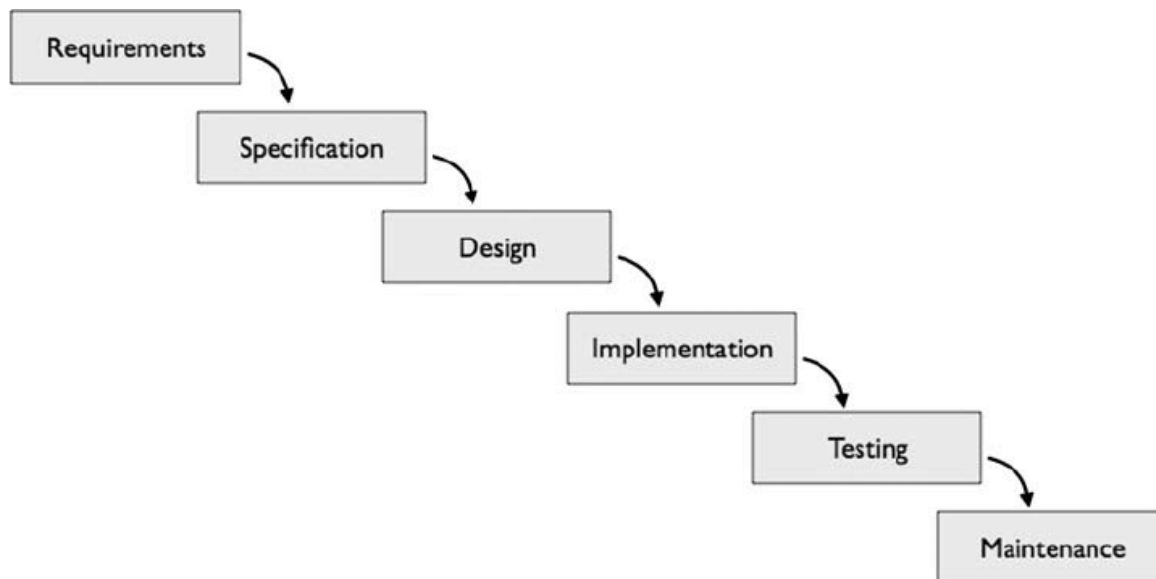 Requirements
Specification
Design
Implementation
Testing
Maintenance